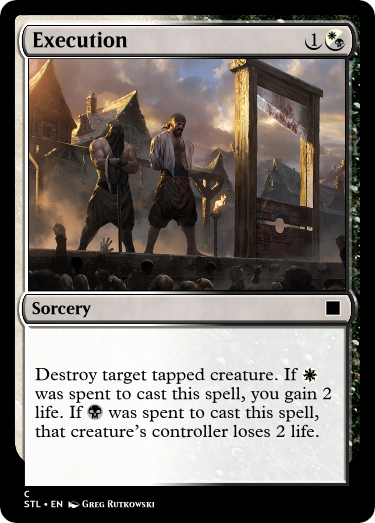 Execution 1
Sorcery
Destroy target tapped creature. If
was spent to cast this spell, you gain 2
life. If was spent to cast this spell,
that creature's controller loses 2 life.
C
STL • EN Greg Rutkowski